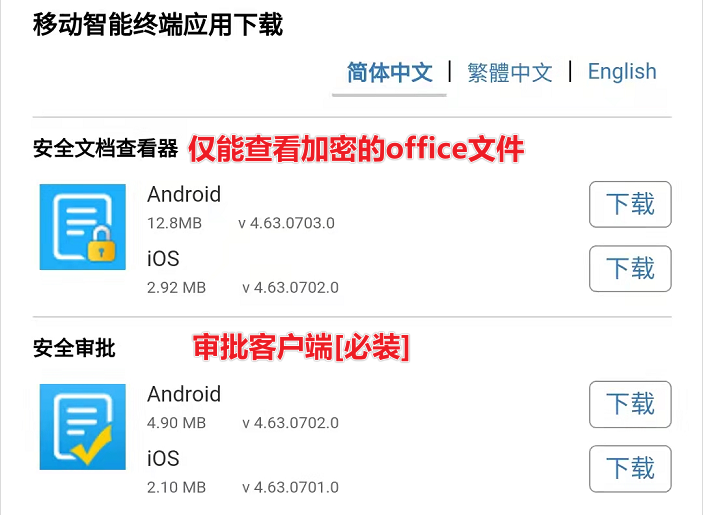 移动智能终端应用下载
简体中文 | 繁體中文 | English
安全文档查看器 仅能查看加密的office文件
Android
12.8MB v 4.63.0703.0 下载
iOS
2.92 MB v 4.63.0702.0 下载
安全审批 审批客户端[必装]
Android
4.90 MB v 4.63.0702.0 下载
iOS
2.10 MB v 4.63.0701.0 下载